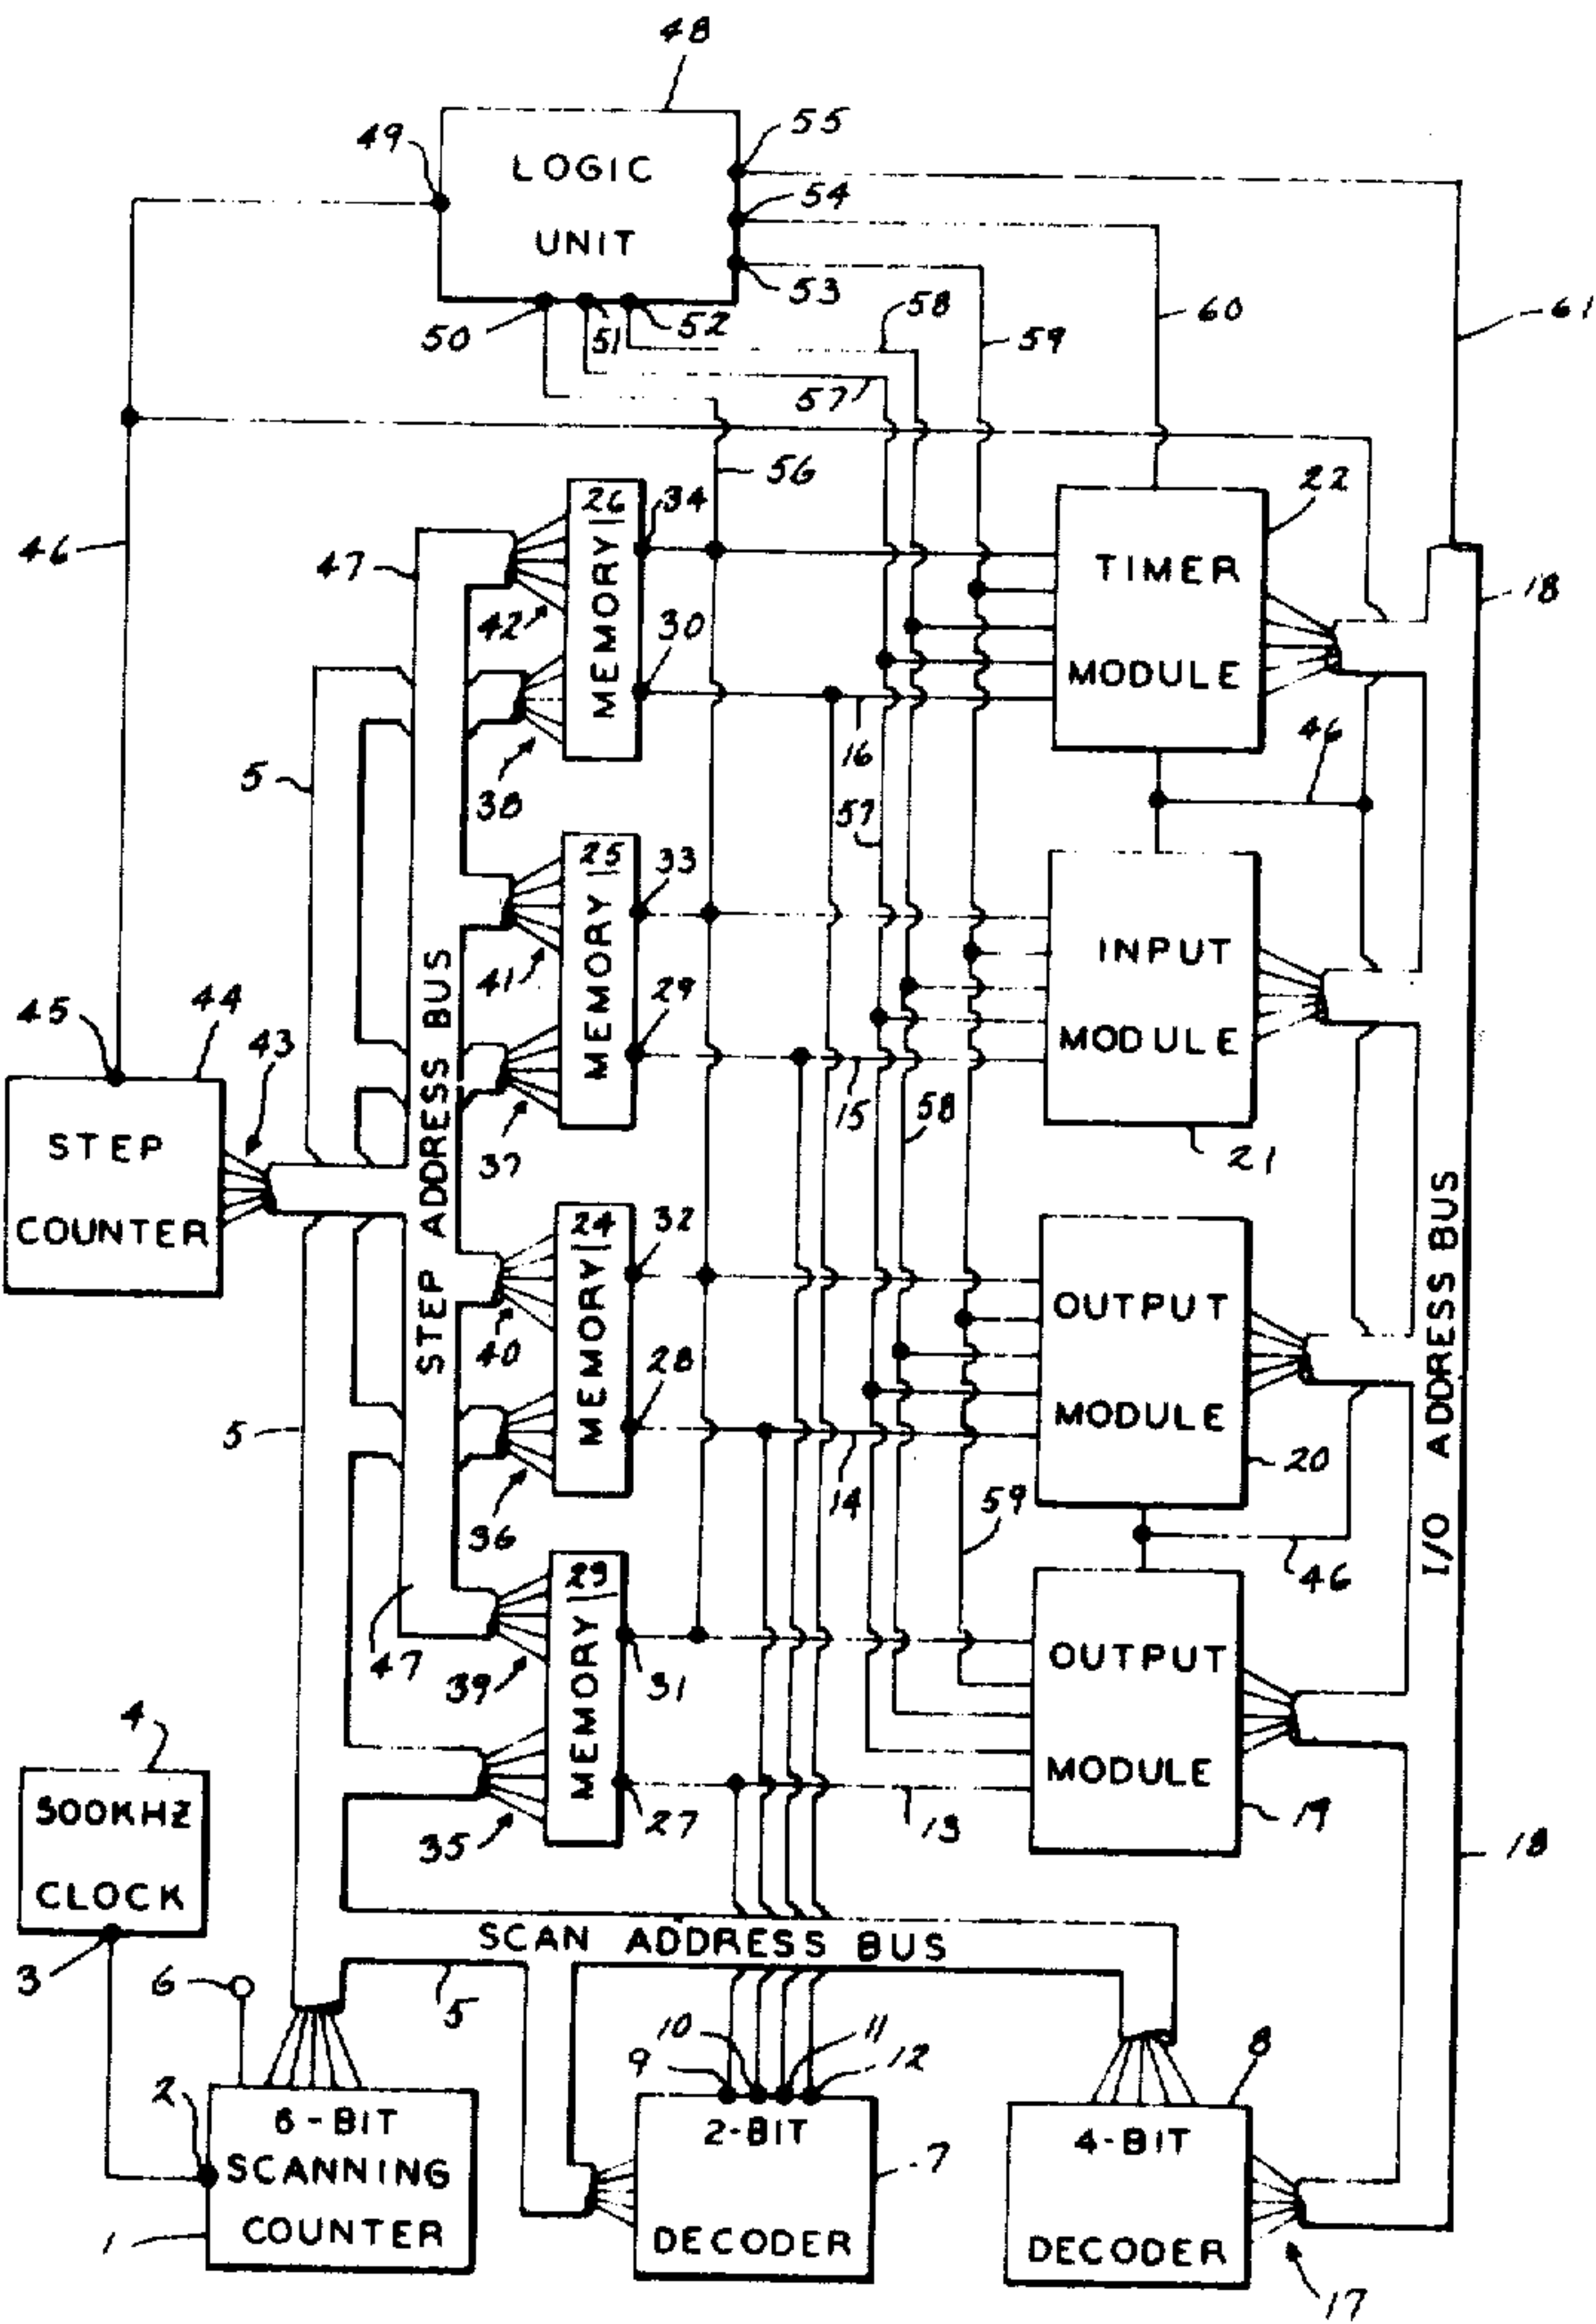 48
49
LOGIC
UNIT
55
54
53
50
51
52
58
57
59
60
61
56
46
47
26
MEMORY
34
30
42
38
22
TIMER
MODULE
18
16
46
5
57
25
MEMORY
33
29
41
37
INPUT
MODULE
21
15
58
45
44
43
STEP
COUNTER
STEP ADDRESS BUS
I/O ADDRESS BUS
24
MEMORY
32
28
40
36
OUTPUT
MODULE
20
14
59
46
5
23
MEMORY
31
27
39
35
47
OUTPUT
MODULE
19
13
18
4
500KHZ
CLOCK
3
SCAN ADDRESS BUS
5
6
2
6-BIT
SCANNING
COUNTER
1
10
11
9
12
2-BIT
DECODER
7
8
4-BIT
DECODER
17